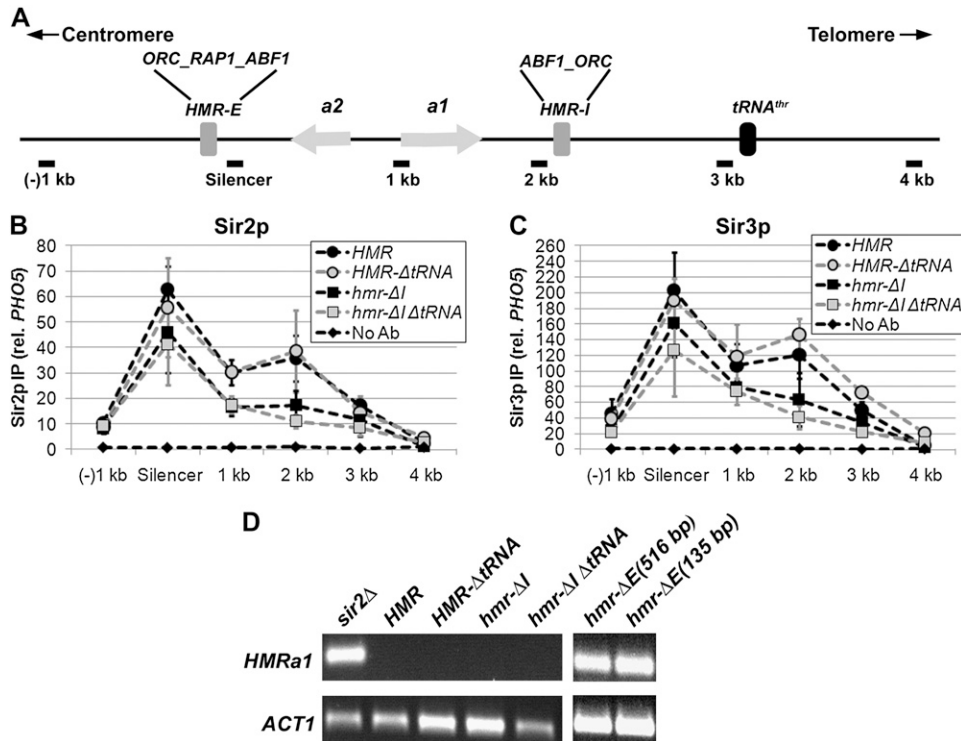 A
Centromere
Telomere
ORC_RAP1_ABF1
ABF1_ORC
HMR-E
a2
a1
HMR-I
tRNAthr
(-)1 kb
Silencer
1 kb
2 kb
3 kb
4 kb
B
Sir2p
Sir2p IP (rel. PHO5)
80
70
60
50
40
30
20
10
0
HMR
HMR-ΔtRNA
hmr-ΔI
hmr-ΔI ΔtRNA
No Ab
(-)1 kb
Silencer
1 kb
2 kb
3 kb
4 kb
C
Sir3p
Sir3p IP (rel. PHO5)
260
240
220
200
180
160
140
120
100
80
60
40
20
0
HMR
HMR-ΔtRNA
hmr-ΔI
hmr-ΔI ΔtRNA
No Ab
(-)1 kb
Silencer
1 kb
2 kb
3 kb
4 kb
D
sir2Δ
HMR
HMR-ΔtRNA
hmr-ΔI
hmr-ΔI ΔtRNA
hmr-ΔE(516 bp)
hmr-ΔE(135 bp)
HMRa1
ACT1